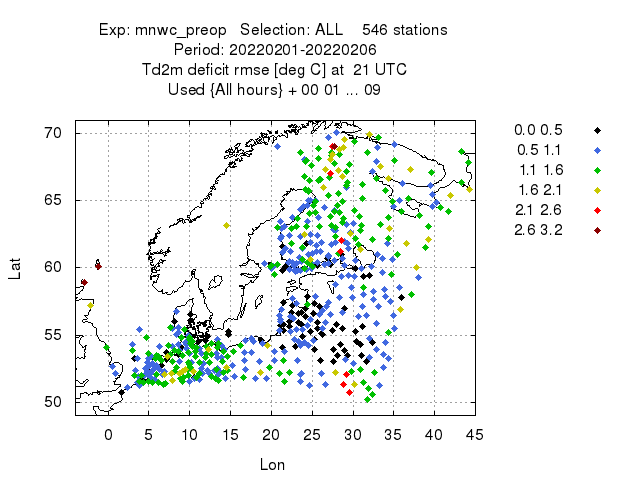 Exp: mnwc_preop   Selection: ALL    546 stations
Period: 20220201-20220206
Td2m deficit rmse [deg C] at  21 UTC
Used {All hours} + 00 01 ... 09
70
65
60
55
50
Lat
0 5 10 15 20 25 30 35 40 45
Lon
0.0 0.5
0.5 1.1
1.1 1.6
1.6 2.1
2.1 2.6
2.6 3.2